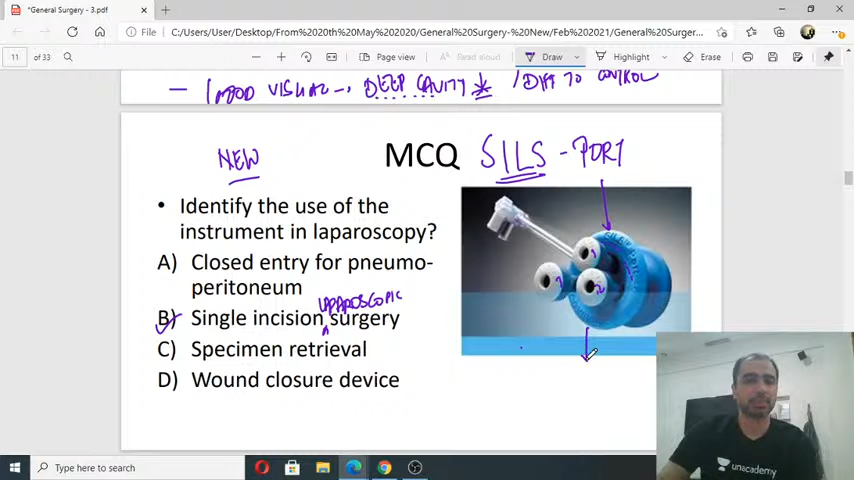 *General Surgery - 3.pdf
File
C:/Users/User/Desktop/From%2020th%20May%202020/General%20Surgery-%20New/Feb%202021/General%20Surger...
11 of 33
Page view
Read aloud
Draw
Highlight
Erase
DEEP CAVITY
DIFF TO CONTROL
NEW
MCQ
SILS - PORT
• Identify the use of the
instrument in laparoscopy?
A) Closed entry for pneumo-
peritoneum
LAPAROSCOPIC
B) Single incision surgery
C) Specimen retrieval
D) Wound closure device
unacademy
Type here to search